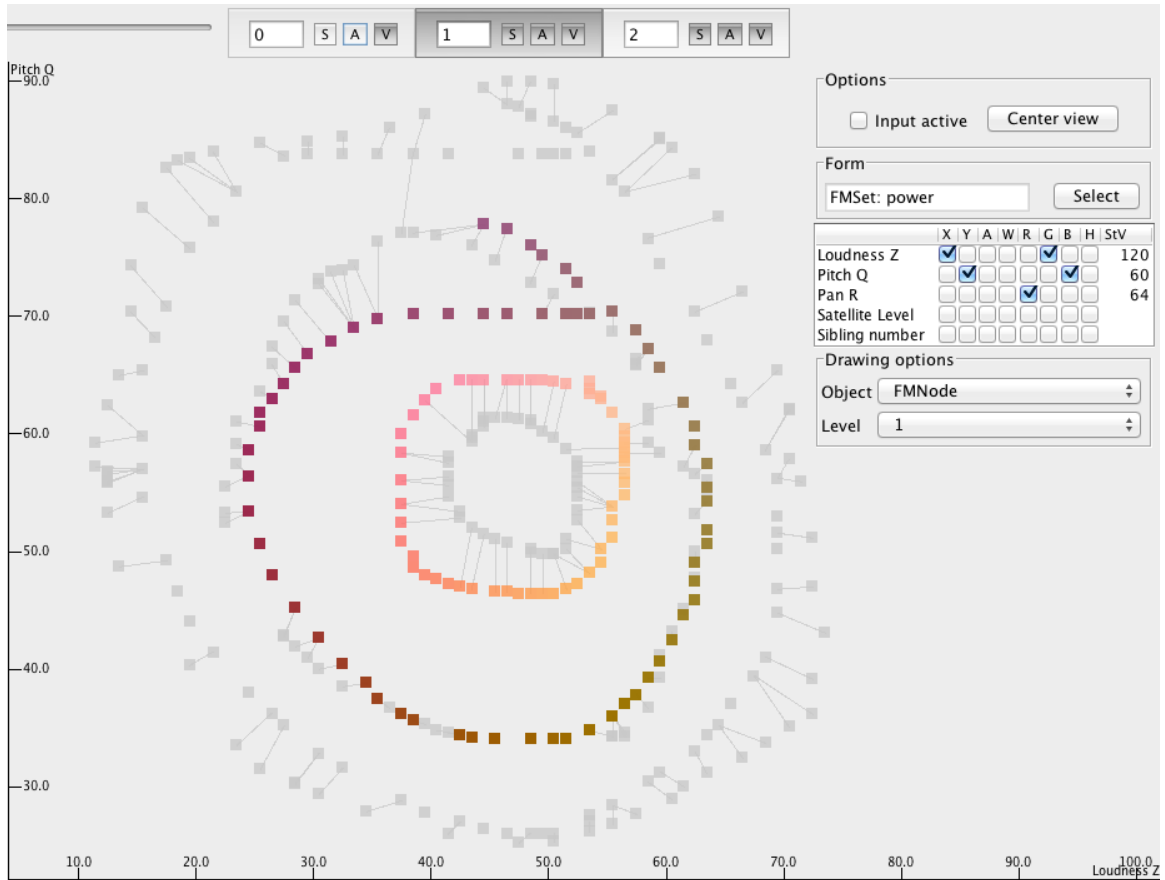 0 S A V 1 S A V 2 S A V
Pitch Q
90.0
80.0
70.0
60.0
50.0
40.0
30.0
10.0 20.0 30.0 40.0 50.0 60.0 70.0 80.0 90.0 100.0
Loudness Z
Options
Input active Center view
Form
FMSet: power Select
X Y A W R G B H StV
Loudness Z 120
Pitch Q 60
Pan R 64
Satellite Level
Sibling number
Drawing options
Object FMNode
Level 1